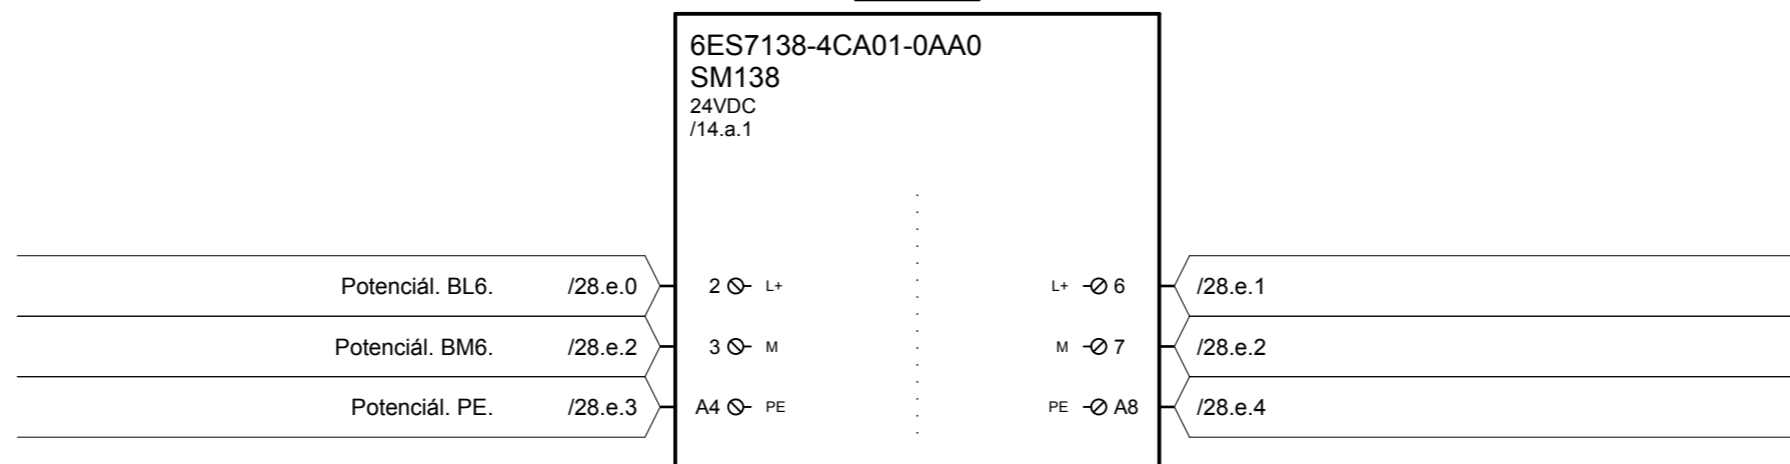 6ES7138-4CA01-0AA0
SM138
24VDC
/14.a.1
Potenciál. BL6. /28.e.0 2 L+ L+ 6 /28.e.1
Potenciál. BM6. /28.e.2 3 M M 7 /28.e.2
Potenciál. PE. /28.e.3 A4 PE PE A8 /28.e.4